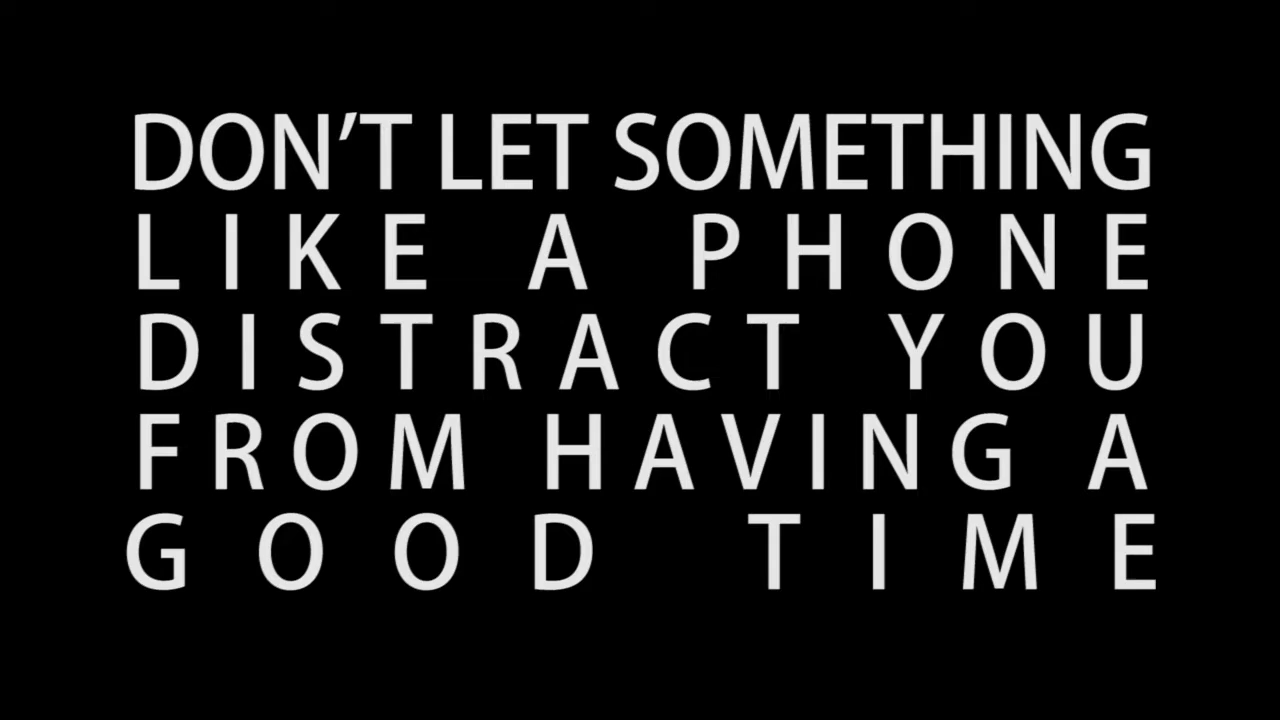 DON’T LET SOMETHING
LIKE A PHONE
DISTRACT YOU
FROM HAVING A
GOOD TIME